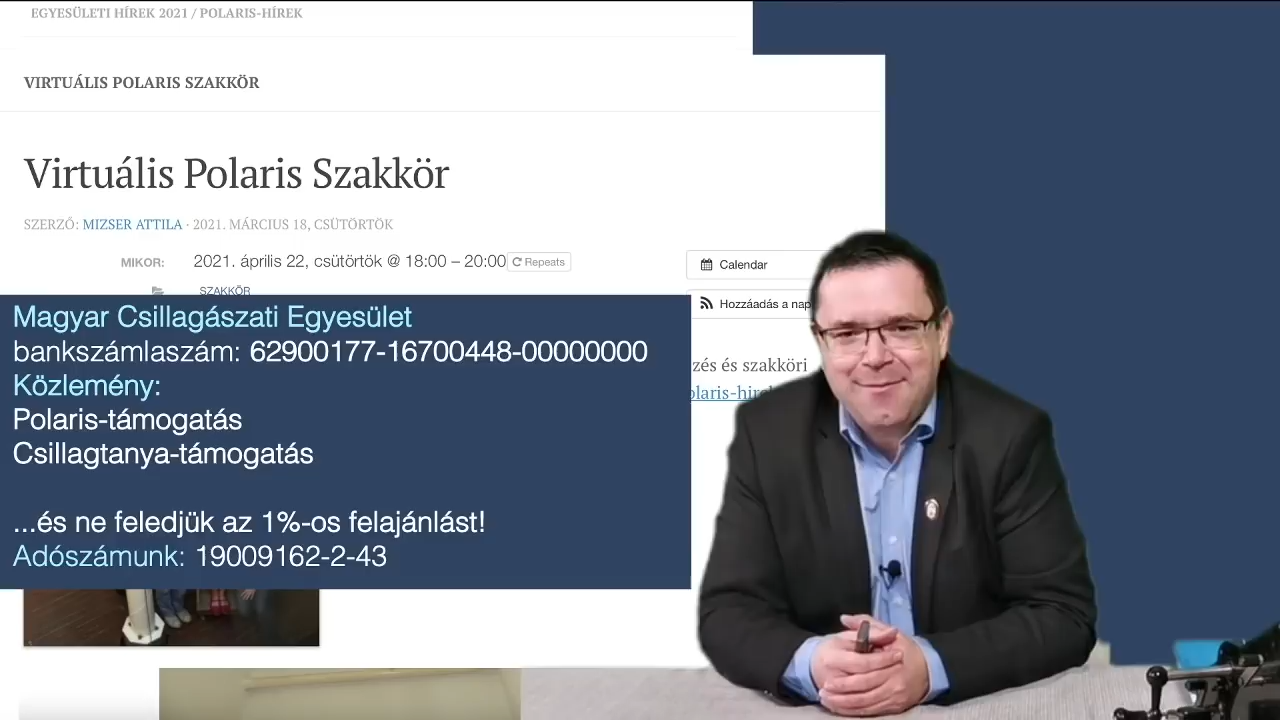 EGYESÜLETI HÍREK 2021 / POLARIS-HÍREK
VIRTUÁLIS POLARIS SZAKKÖR
Virtuális Polaris Szakkör
SZERZŐ: MIZSER ATTILA · 2021. MÁRCIUS 18, CSÜTÖRTÖK
MIKOR: 2021. április 22, csütörtök @ 18:00 – 20:00 Repeats
Calendar
SZAKKÖR
Hozzáadás a nap
Magyar Csillagászati Egyesület
bankszámlaszám: 62900177-16700448-00000000
Közlemény:
Polaris-támogatás
Csillagtanya-támogatás
...és ne feledjük az 1%-os felajánlást!
Adószámunk: 19009162-2-43
zés és szakköri
olaris-hirek